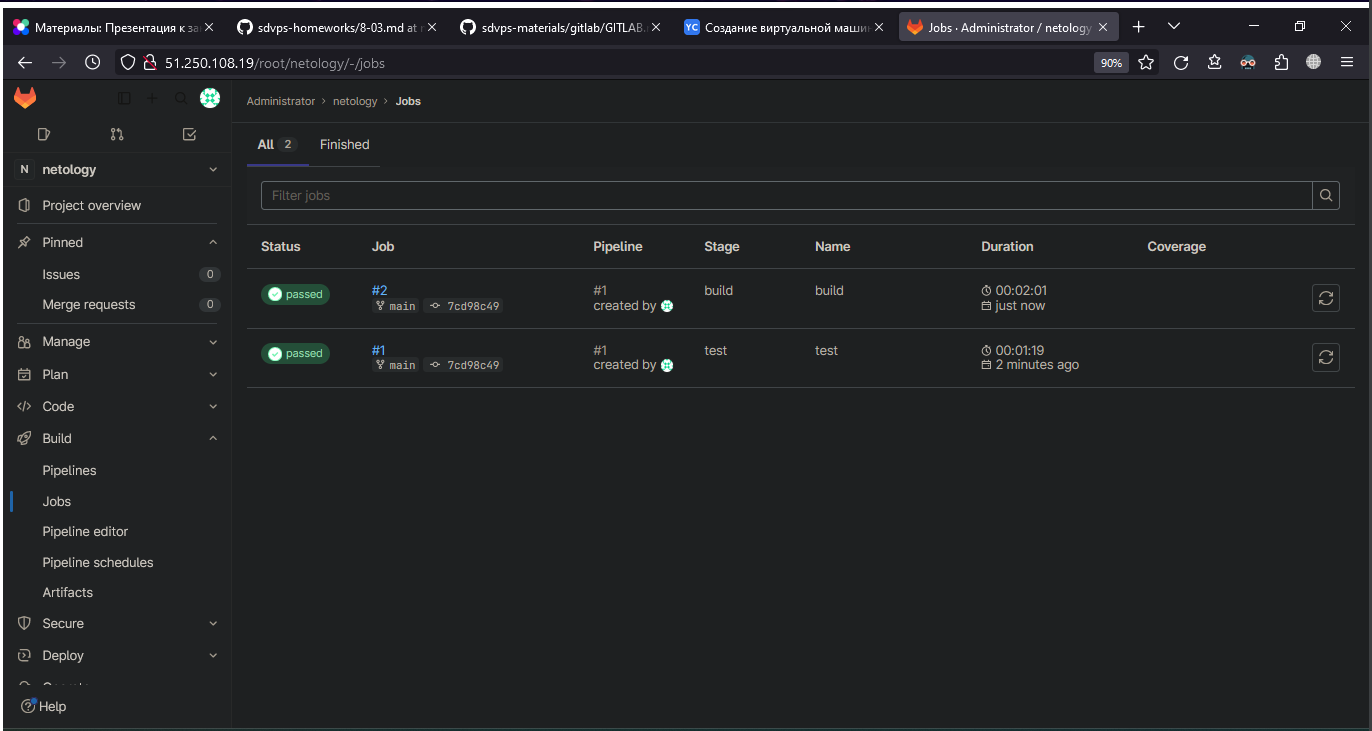 Материалы: Презентация к за
sdvps-homeworks/8-03.md at
sdvps-materials/gitlab/GITLAB.
YC Создание виртуальной маши
Jobs · Administrator / netology
51.250.108.19/root/netology/-/jobs
90%
Administrator › netology › Jobs
All 2 Finished
N netology
Filter jobs
Project overview
Pinned
Issues 0
Merge requests 0
Manage
Plan
Code
Build
Pipelines
Jobs
Pipeline editor
Pipeline schedules
Artifacts
Secure
Deploy
Help
Status Job Pipeline Stage Name Duration Coverage
passed #2 #1 build build 00:02:01
main 7cd98c49 created by just now
passed #1 #1 test test 00:01:19
main 7cd98c49 created by 2 minutes ago